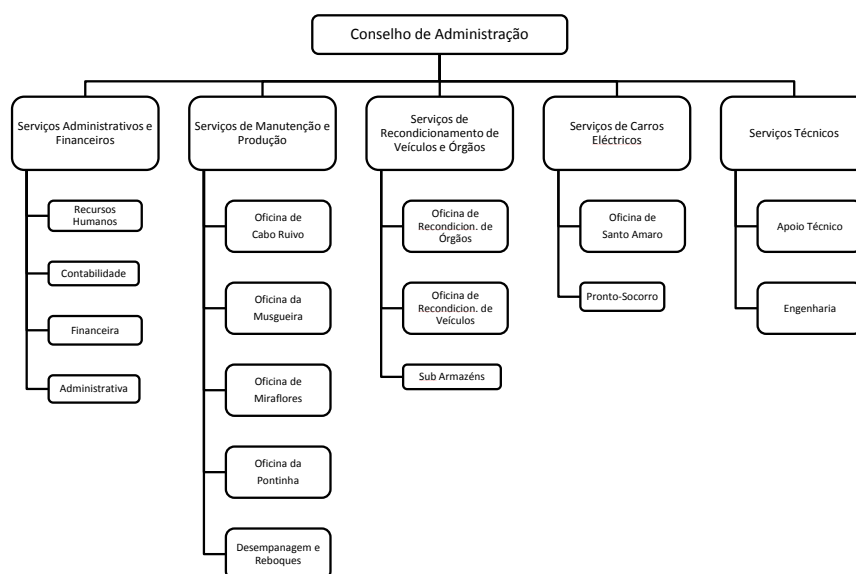 Conselho de Administração
Serviços Administrativos e
Financeiros
Recursos
Humanos
Contabilidade
Financeira
Administrativa
Serviços de Manutenção e
Produção
Oficina de
Cabo Ruivo
Oficina da
Musgueira
Oficina de
Miraflores
Oficina da
Pontinha
Desempanagem e
Reboques
Serviços de
Recondicionamento de
Veículos e Órgãos
Oficina de
Recondicion. de
Órgãos
Oficina de
Recondicion. de
Veículos
Sub Armazéns
Serviços de Carros
Eléctricos
Oficina de
Santo Amaro
Pronto-Socorro
Serviços Técnicos
Apoio Técnico
Engenharia